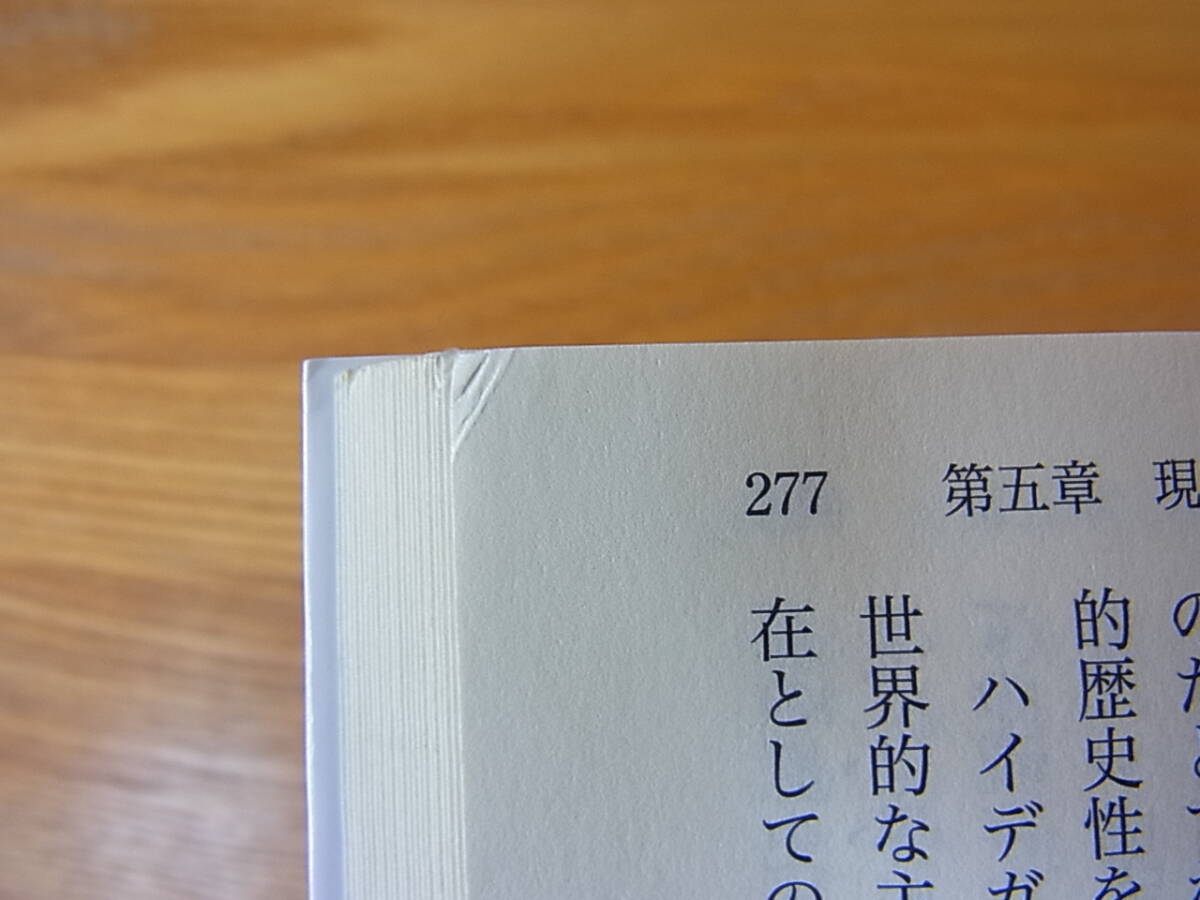 277 第五章 現
的歴史性を
ハイデガ
世界的な
在としての